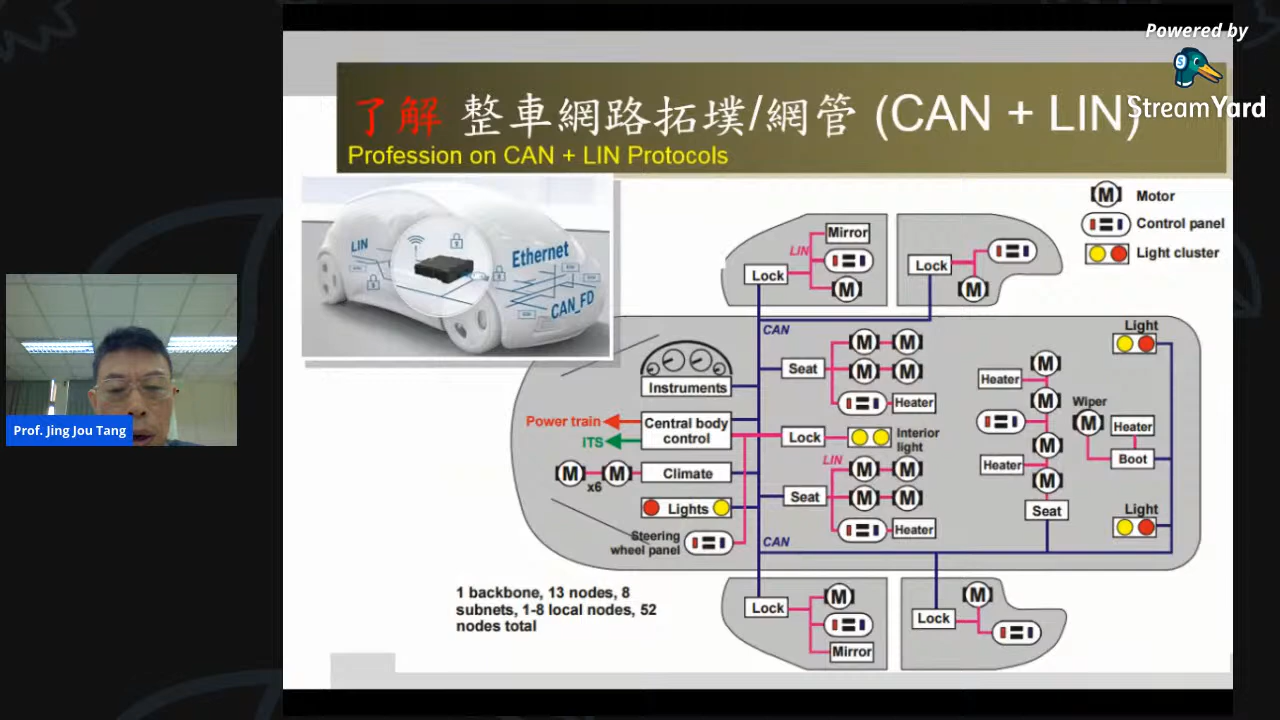 Powered by
StreamYard
了解 整車網路拓墣/網管 (CAN + LIN)
Profession on CAN + LIN Protocols
LIN
Ethernet
CAN_FD
Motor
Control panel
Light cluster
M
Mirror
LIN
Lock
M
Lock
M
CAN
Instruments
Seat
M
M
M
M
Heater
Light
Power train
ITS
Central body
control
Lock
Interior
light
M
Heater
M
M
Heater
M
Seat
Wiper
M
Heater
Boot
M
M
x6
Climate
LIN
Seat
M
M
M
M
Heater
Lights
Light
Steering
wheel panel
CAN
1 backbone, 13 nodes, 8
subnets, 1-8 local nodes, 52
nodes total
Lock
M
Mirror
Lock
M
Prof. Jing Jou Tang